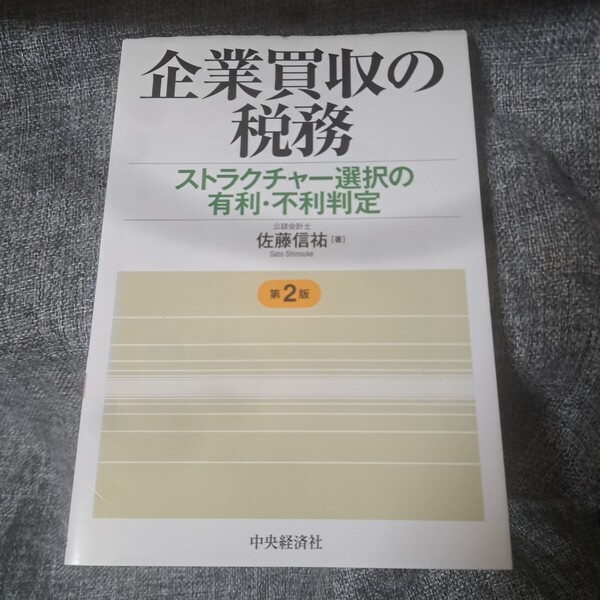 企業買収の
税務
ストラクチャー選択の
有利・不利判定
公認会計士
佐藤信祐[著]
Sato Shinsuke
第2版
中央経済社